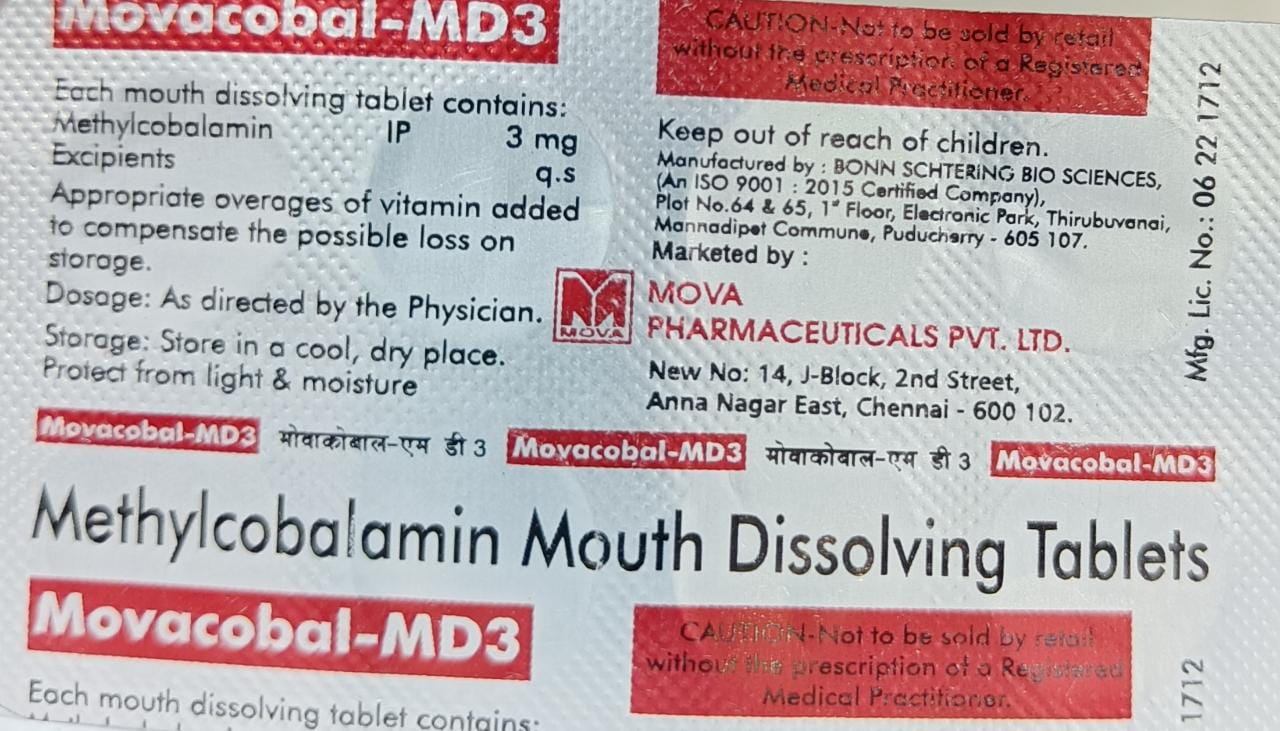 Movacobal-MD3
CAUTION-Not to be sold by retail
without the prescription of a Registered
Medical Practitioner.
Each mouth dissolving tablet contains:
Methylcobalamin IP 3 mg
Excipients q.s
Appropriate overages of vitamin added
to compensate the possible loss on
storage.
Dosage: As directed by the Physician.
Storage: Store in a cool, dry place.
Protect from light & moisture
Keep out of reach of children.
Manufactured by : BONN SCHTERING BIO SCIENCES,
(An ISO 9001 : 2015 Certified Company),
Plot No.64 & 65, 1st Floor, Electronic Park, Thirubuvanai,
Mannadipet Commune, Puducherry - 605 107.
Marketed by :
MOVA
MOVA
PHARMACEUTICALS PVT. LTD.
New No: 14, J-Block, 2nd Street,
Anna Nagar East, Chennai - 600 102.
Mfg. Lic. No.: 06 22 1712
Movacobal-MD3 मोवाकोबाल-एम डी 3 Movacobal-MD3 मोवाकोबाल-एम डी 3 Movacobal-MD3
Methylcobalamin Mouth Dissolving Tablets
Movacobal-MD3
CAUTION-Not to be sold by retail
without the prescription of a Registered
Medical Practitioner.
1712
Each mouth dissolving tablet contains: